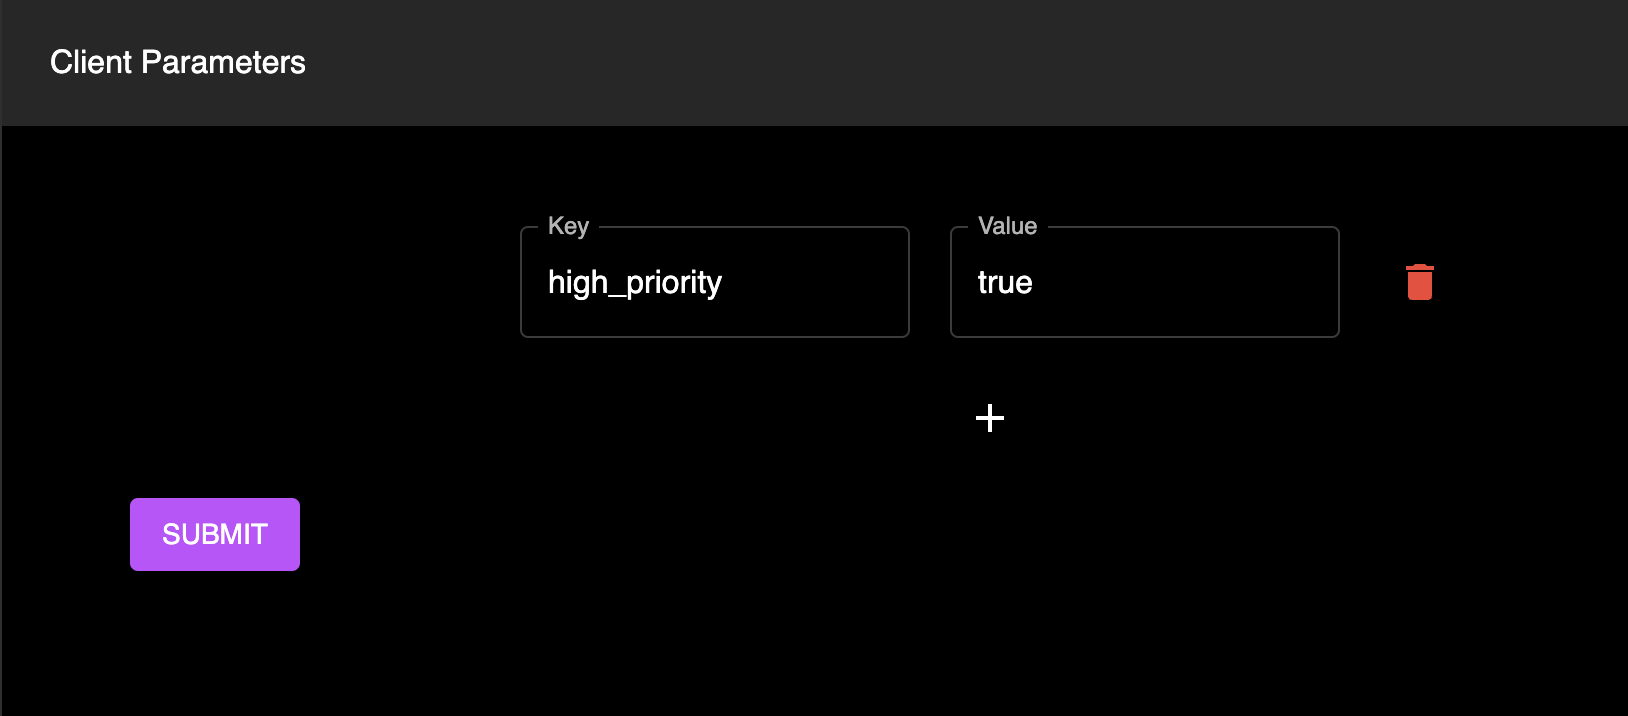 Client Parameters
Key
Value
high_priority
true
SUBMIT